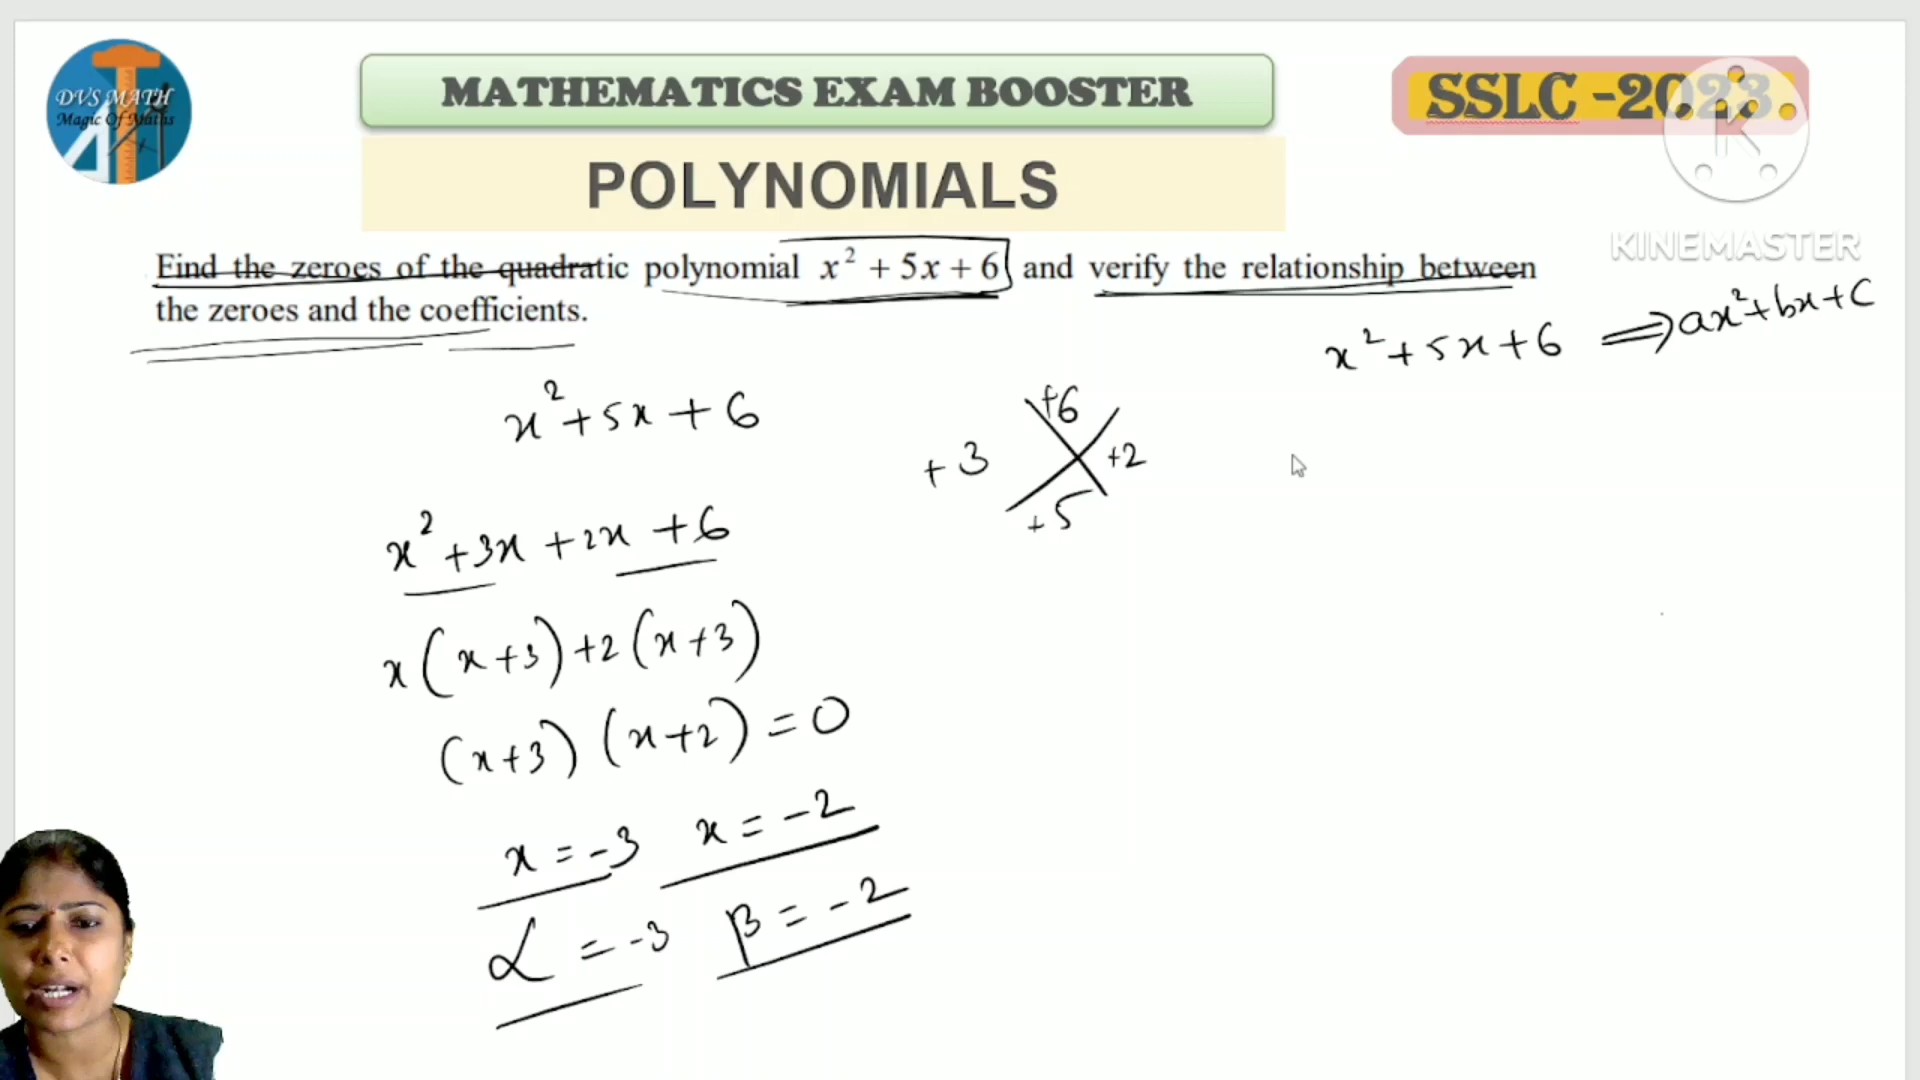 DVS MATH
Magic Of Maths
MATHEMATICS EXAM BOOSTER
SSLC -2023
K
KINEMASTER
POLYNOMIALS
Find the zeroes of the quadratic polynomial x² + 5x + 6 and verify the relationship between
the zeroes and the coefficients.
x² + 5x + 6 ⟹ ax² + bx + c
x² + 5x + 6
+6
+3 +2
+5
x² + 3x + 2x + 6
x(x+3)+2(x+3)
(x+3) (x+2) = 0
x = -3 x = -2
α = -3 β = -2